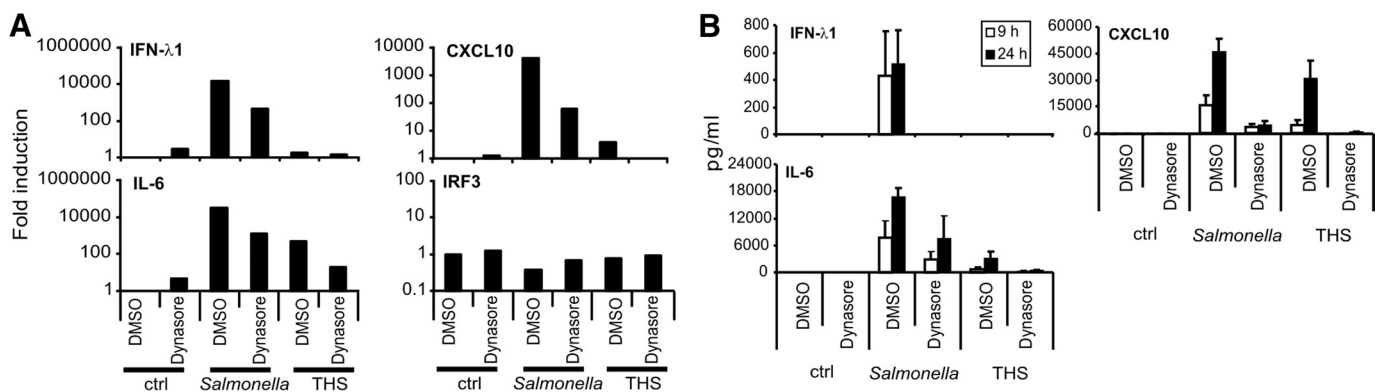 A
Fold induction
IFN-λ1
1000000
10000
100
1
CXCL10
10000
1000
100
10
1
IL-6
1000000
10000
100
1
IRF3
100
10
1
0.1
DMSO
Dynasore
DMSO
Dynasore
DMSO
Dynasore
ctrl
Salmonella
THS
DMSO
Dynasore
DMSO
Dynasore
DMSO
Dynasore
ctrl
Salmonella
THS
B
pg/ml
IFN-λ1
800
600
400
200
0
9 h
24 h
IL-6
24000
18000
12000
6000
0
DMSO
Dynasore
DMSO
Dynasore
DMSO
Dynasore
ctrl
Salmonella
THS
CXCL10
60000
45000
30000
15000
0
DMSO
Dynasore
DMSO
Dynasore
DMSO
Dynasore
ctrl
Salmonella
THS